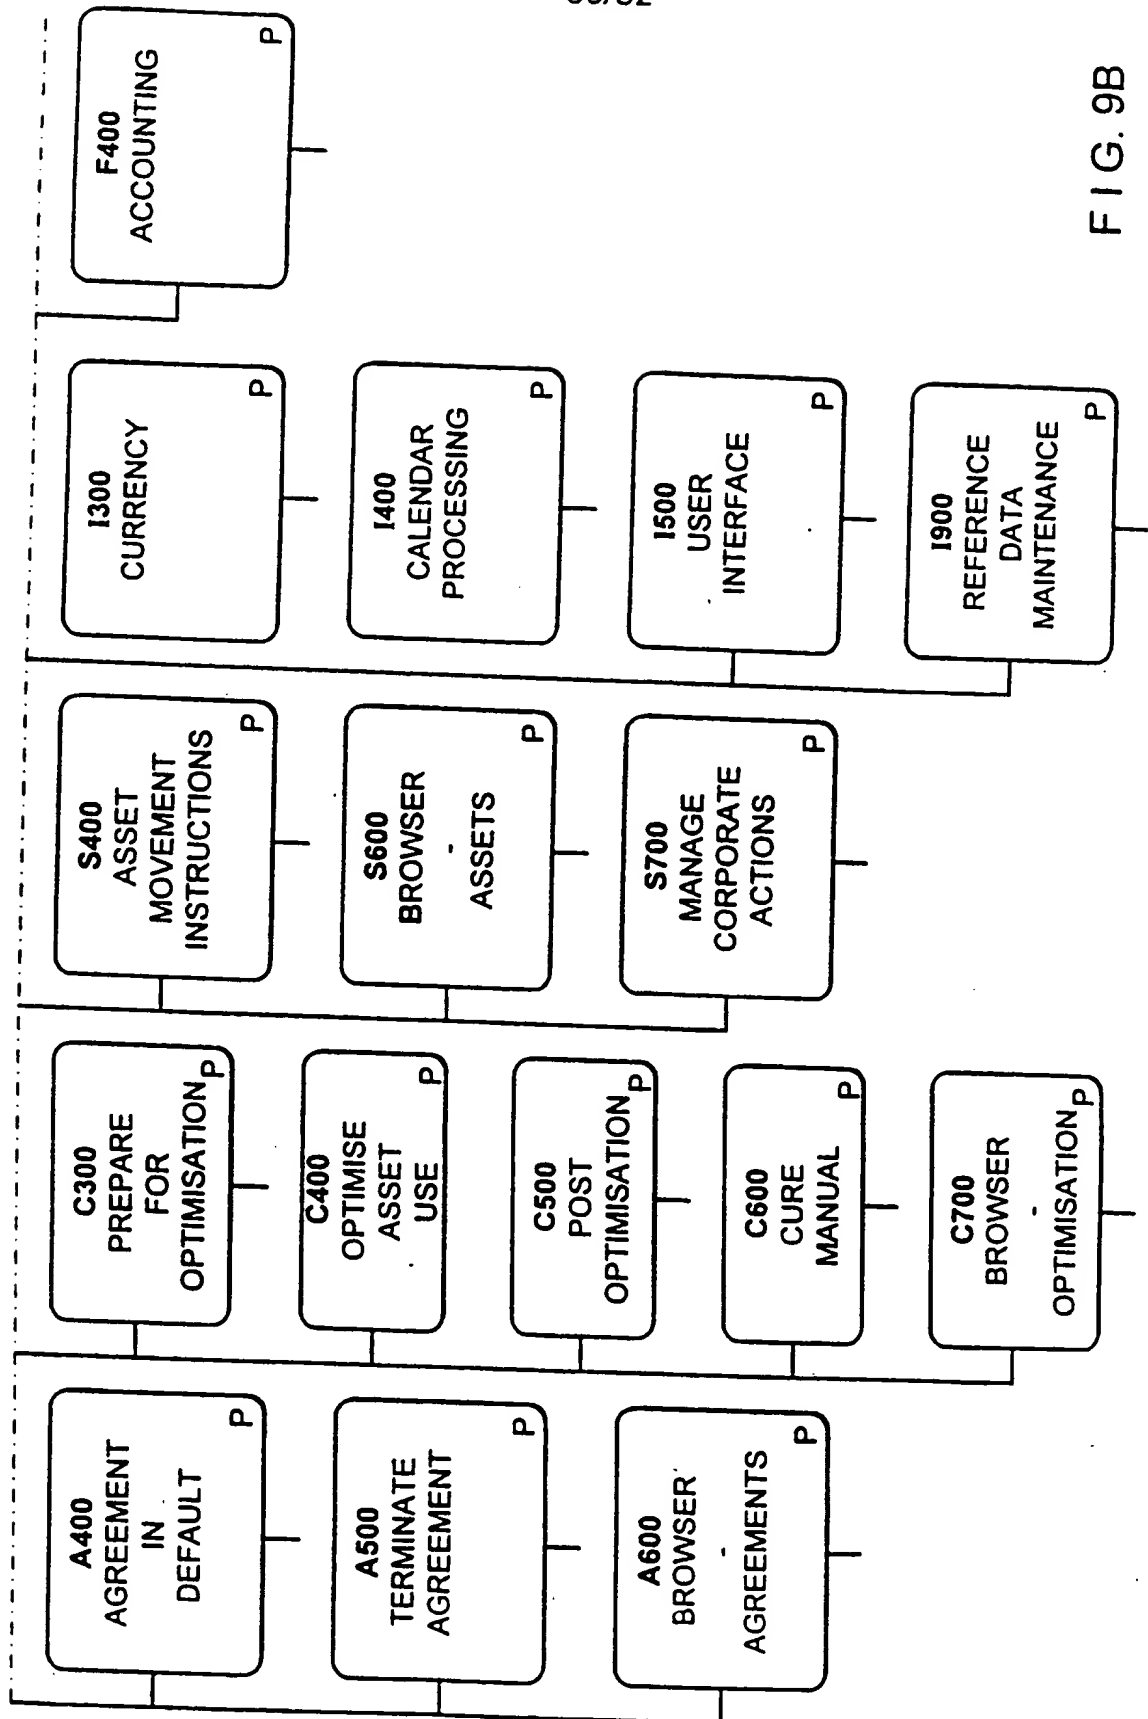 A400
AGREEMENT
IN
DEFAULT
P
A500
TERMINATE
AGREEMENT
P
A600
BROWSER
-
AGREEMENTS
P
C300
PREPARE
FOR
OPTIMISATION
P
C400
OPTIMISE
ASSET
USE
P
C500
POST
OPTIMISATION
P
C600
CURE
MANUAL
P
C700
BROWSER
-
OPTIMISATION
P
S400
ASSET
MOVEMENT
INSTRUCTIONS
P
S600
BROWSER
-
ASSETS
P
S700
MANAGE
CORPORATE
ACTIONS
P
I300
CURRENCY
P
I400
CALENDAR
PROCESSING
P
I500
USER
INTERFACE
P
I900
REFERENCE
DATA
MAINTENANCE
P
F400
ACCOUNTING
P
FIG. 9B